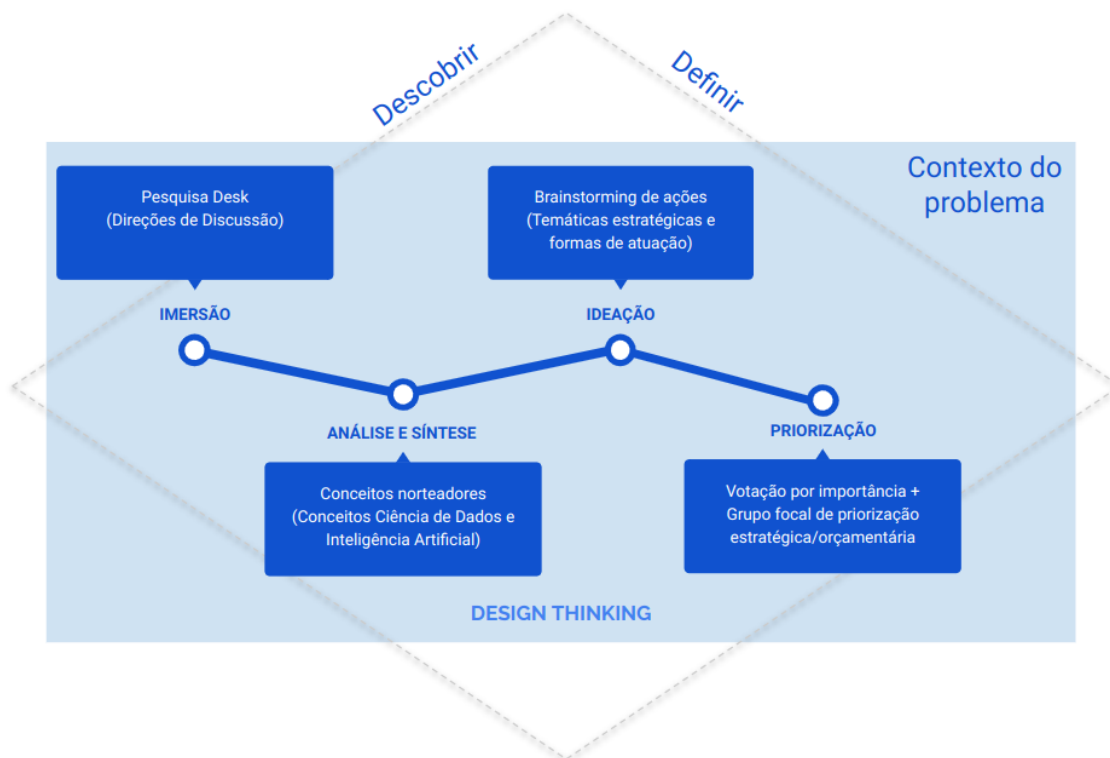 Descobrir
Definir
Contexto do
problema
Pesquisa Desk
(Direções de Discussão)
Brainstorming de ações
(Temáticas estratégicas e
formas de atuação)
IMERSÃO
IDEAÇÃO
ANÁLISE E SÍNTESE
PRIORIZAÇÃO
Conceitos norteadores
(Conceitos Ciência de Dados e
Inteligência Artificial)
Votação por importância +
Grupo focal de priorização
estratégica/orçamentária
DESIGN THINKING